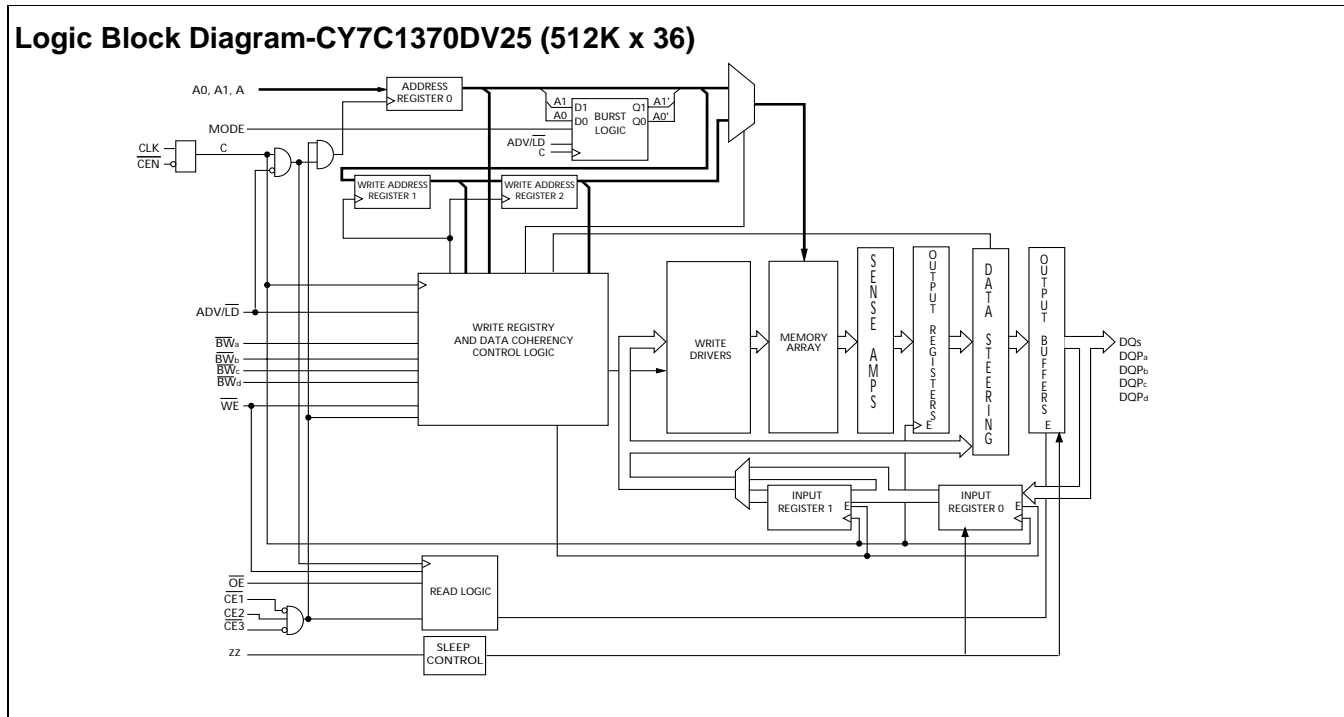 Logic Block Diagram-CY7C1370DV25 (512K x 36)
A0, A1, A
ADDRESS
REGISTER 0
A1
A0
D1
D0
BURST
LOGIC
Q1
Q0
A1'
A0'
MODE
ADV/LD
C
CLK
CEN
C
WRITE ADDRESS
REGISTER 1
WRITE ADDRESS
REGISTER 2
ADV/LD
BWa
BWb
BWc
BWd
WE
WRITE REGISTRY
AND DATA COHERENCY
CONTROL LOGIC
WRITE
DRIVERS
MEMORY
ARRAY
SENSE AMPS
OUTPUT REGISTERS
E
DATA STEERING
OUTPUT BUFFERS
E
DQs
DQPa
DQPb
DQPc
DQPd
INPUT
REGISTER 1
E
INPUT
REGISTER 0
E
OE
CE1
CE2
CE3
READ LOGIC
ZZ
SLEEP
CONTROL